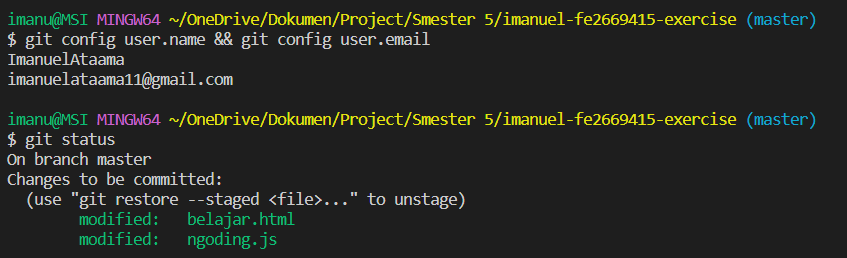 imanu@MSI MINGW64 ~/OneDrive/Dokumen/Project/Smester 5/imanuel-fe2669415-exercise (master)
$ git config user.name && git config user.email
ImanuelAtaama
imanuelataama11@gmail.com
imanu@MSI MINGW64 ~/OneDrive/Dokumen/Project/Smester 5/imanuel-fe2669415-exercise (master)
$ git status
On branch master
Changes to be committed:
  (use "git restore --staged <file>..." to unstage)
        modified:   belajar.html
        modified:   ngoding.js